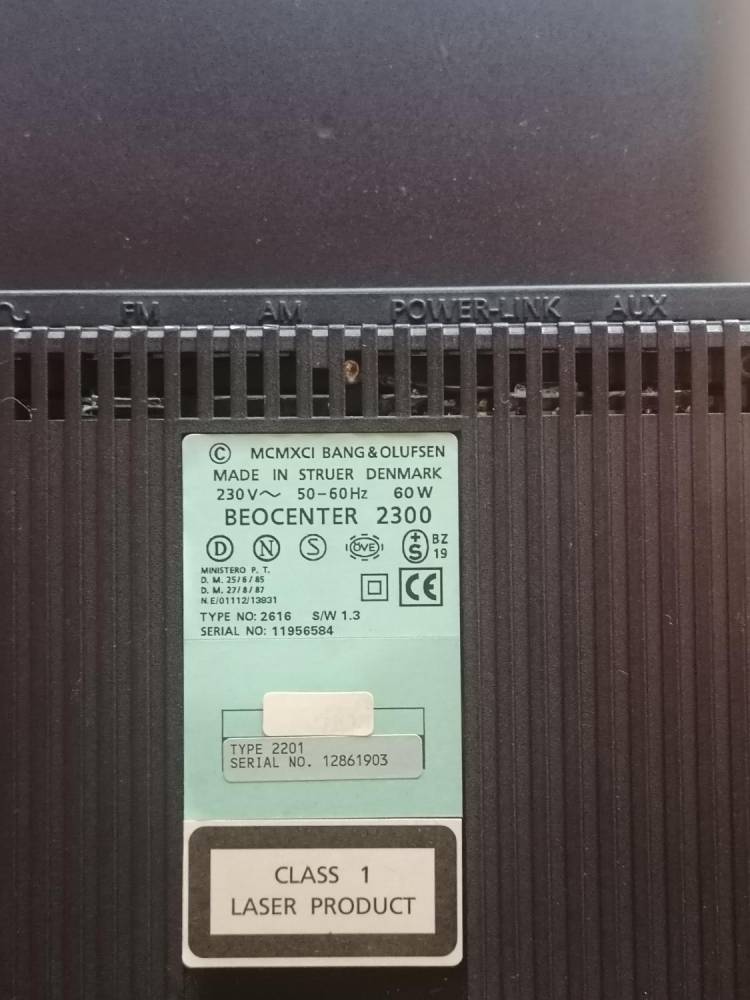 FM AM POWER-LINK AUX
© MCMXCI BANG & OLUFSEN
MADE IN STRUER DENMARK
230V~ 50-60Hz 60W
BEOCENTER 2300
D N S ÖVE +S BZ 19
MINISTERO P. T.
D. M. 25/6/85
D. M. 27/8/87
N.E/01112/13931
CE
TYPE NO: 2616 S/W 1.3
SERIAL NO: 11956584
TYPE 2201
SERIAL NO. 12861903
CLASS 1
LASER PRODUCT